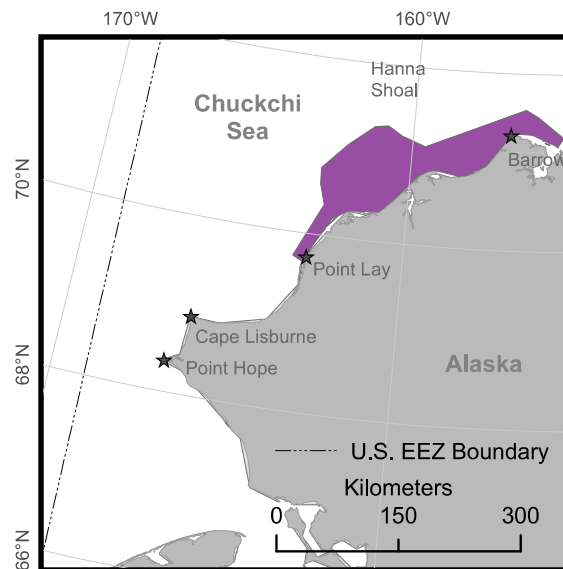 170°W
160°W
Hanna
Shoal
Chuckchi
Sea
70°N
Barrow
Point Lay
Cape Lisburne
Point Hope
68°N
Alaska
U.S. EEZ Boundary
Kilometers
0 150 300
66°N